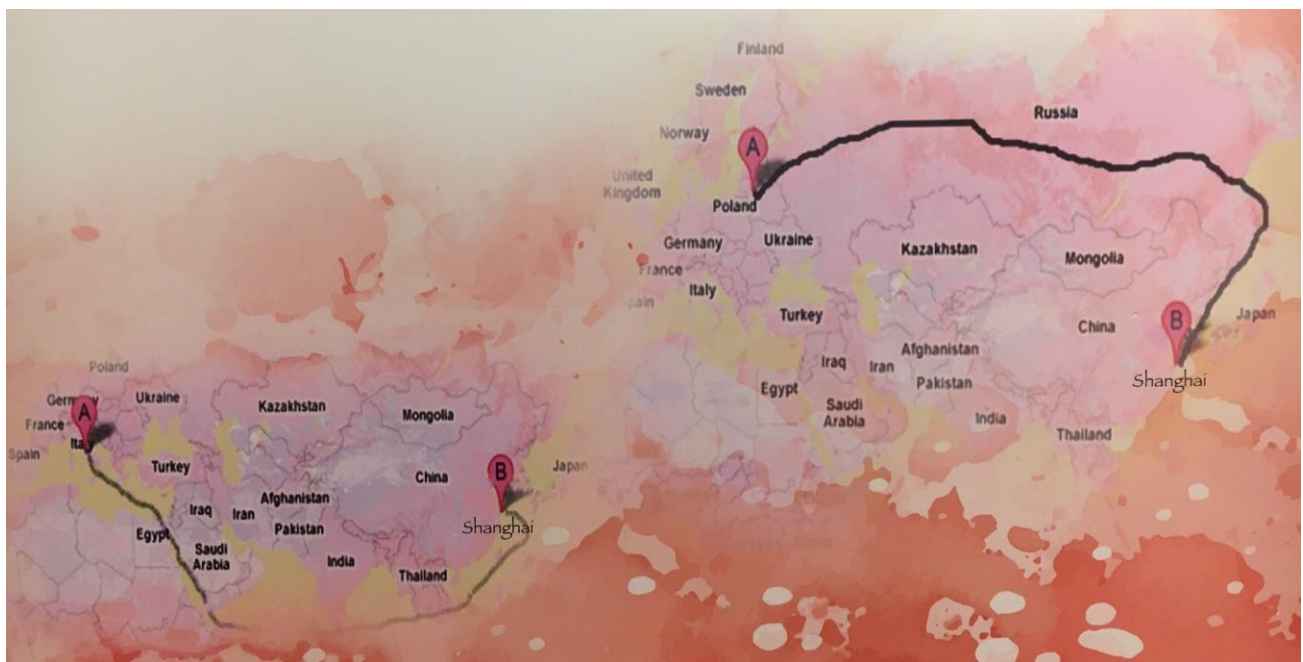 Finland
Sweden
Russia
Norway
A
United
Kingdom
Poland
Germany
Ukraine
Kazakhstan
Mongolia
France
Italy
Spain
Turkey
China
B
Japan
Iraq
Iran
Afghanistan
Shanghai
Egypt
Pakistan
Saudi
Arabia
India
Thailand
Poland
Germany
A
Ukraine
Kazakhstan
Mongolia
France
Spain
Turkey
China
B
Japan
Iraq
Iran
Afghanistan
Shanghai
Egypt
Pakistan
Saudi
Arabia
India
Thailand